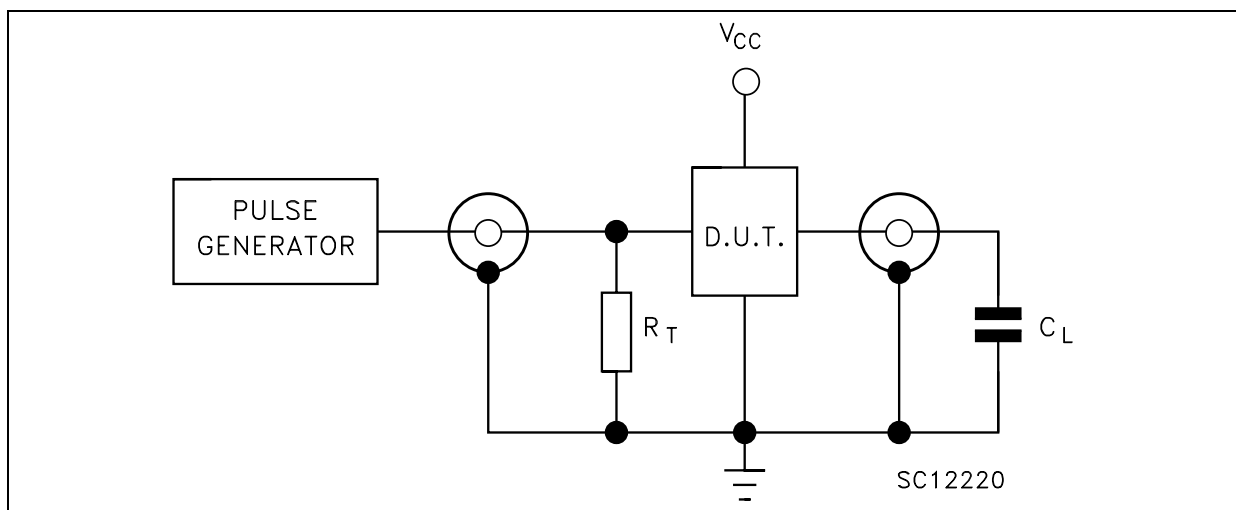 V_CC
PULSE
GENERATOR
D.U.T.
R_T
C_L
SC12220